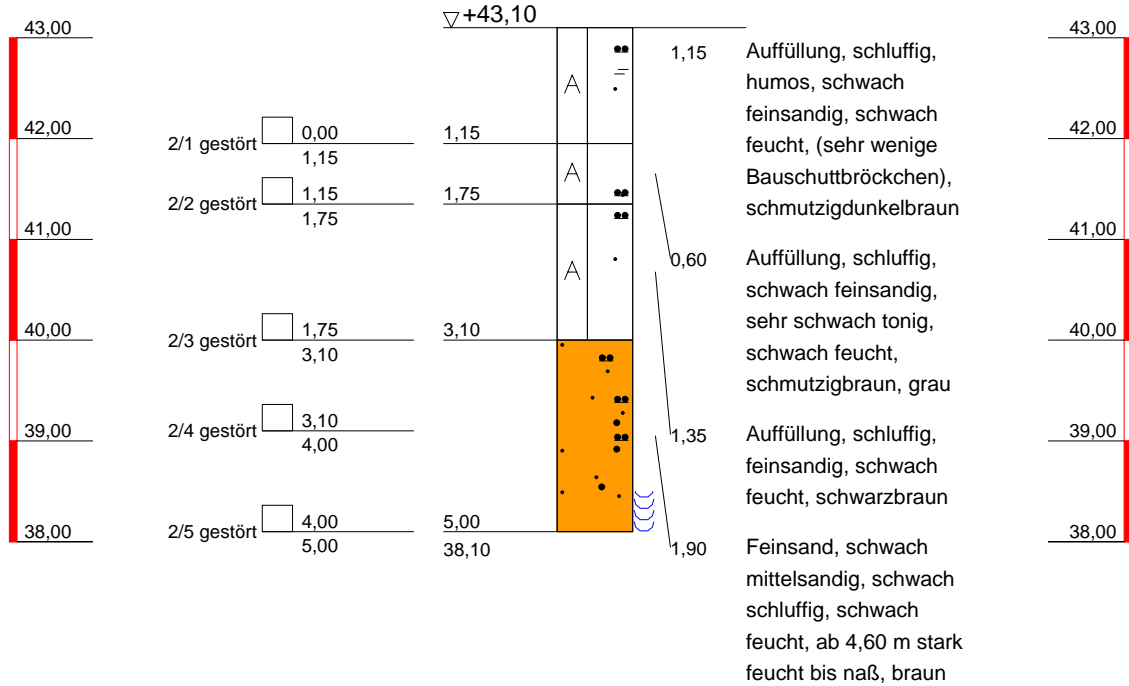 +43,10
43,00
42,00
41,00
40,00
39,00
38,00
2/1 gestört
0,00
1,15
2/2 gestört
1,15
1,75
2/3 gestört
1,75
3,10
2/4 gestört
3,10
4,00
2/5 gestört
4,00
5,00
1,15
1,75
3,10
5,00
38,10
A
A
A
1,15
Auffüllung, schluffig,
humos, schwach
feinsandig, schwach
feucht, (sehr wenige
Bauschuttbröckchen),
schmutzigdunkelbraun
0,60
Auffüllung, schluffig,
schwach feinsandig,
sehr schwach tonig,
schwach feucht,
schmutzigbraun, grau
1,35
Auffüllung, schluffig,
feinsandig, schwach
feucht, schwarzbraun
1,90
Feinsand, schwach
mittelsandig, schwach
schluffig, schwach
feucht, ab 4,60 m stark
feucht bis naß, braun
43,00
42,00
41,00
40,00
39,00
38,00